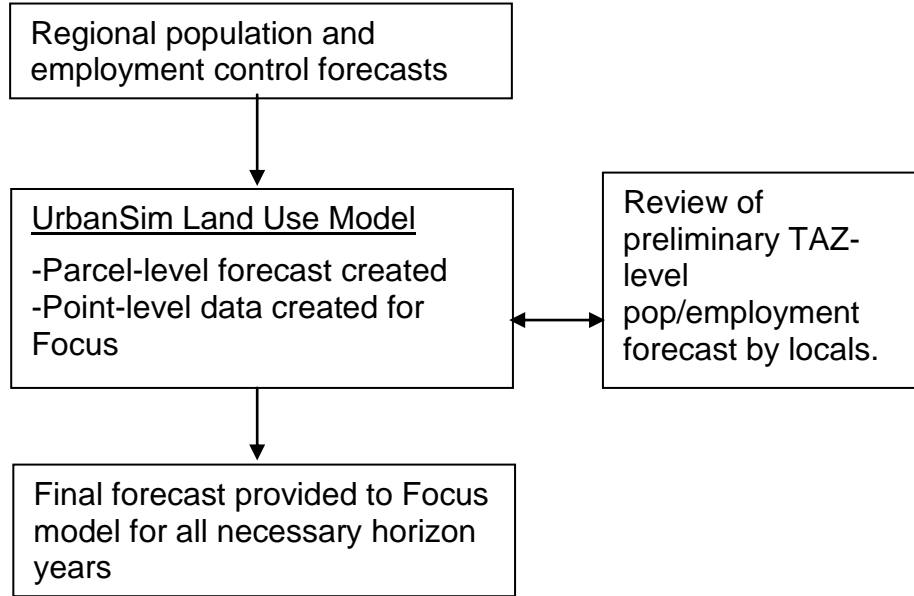 Regional population and
employment control forecasts
UrbanSim Land Use Model
-Parcel-level forecast created
-Point-level data created for
Focus
Review of
preliminary TAZ-
level
pop/employment
forecast by locals.
Final forecast provided to Focus
model for all necessary horizon
years